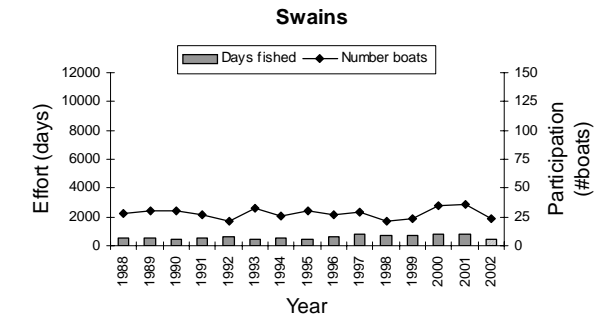 Swains
Days fished Number boats
12000
10000
8000
6000
4000
2000
0
150
125
100
75
50
25
0
Effort (days)
Participation
(#boats)
1988 1989 1990 1991 1992 1993 1994 1995 1996 1997 1998 1999 2000 2001 2002
Year